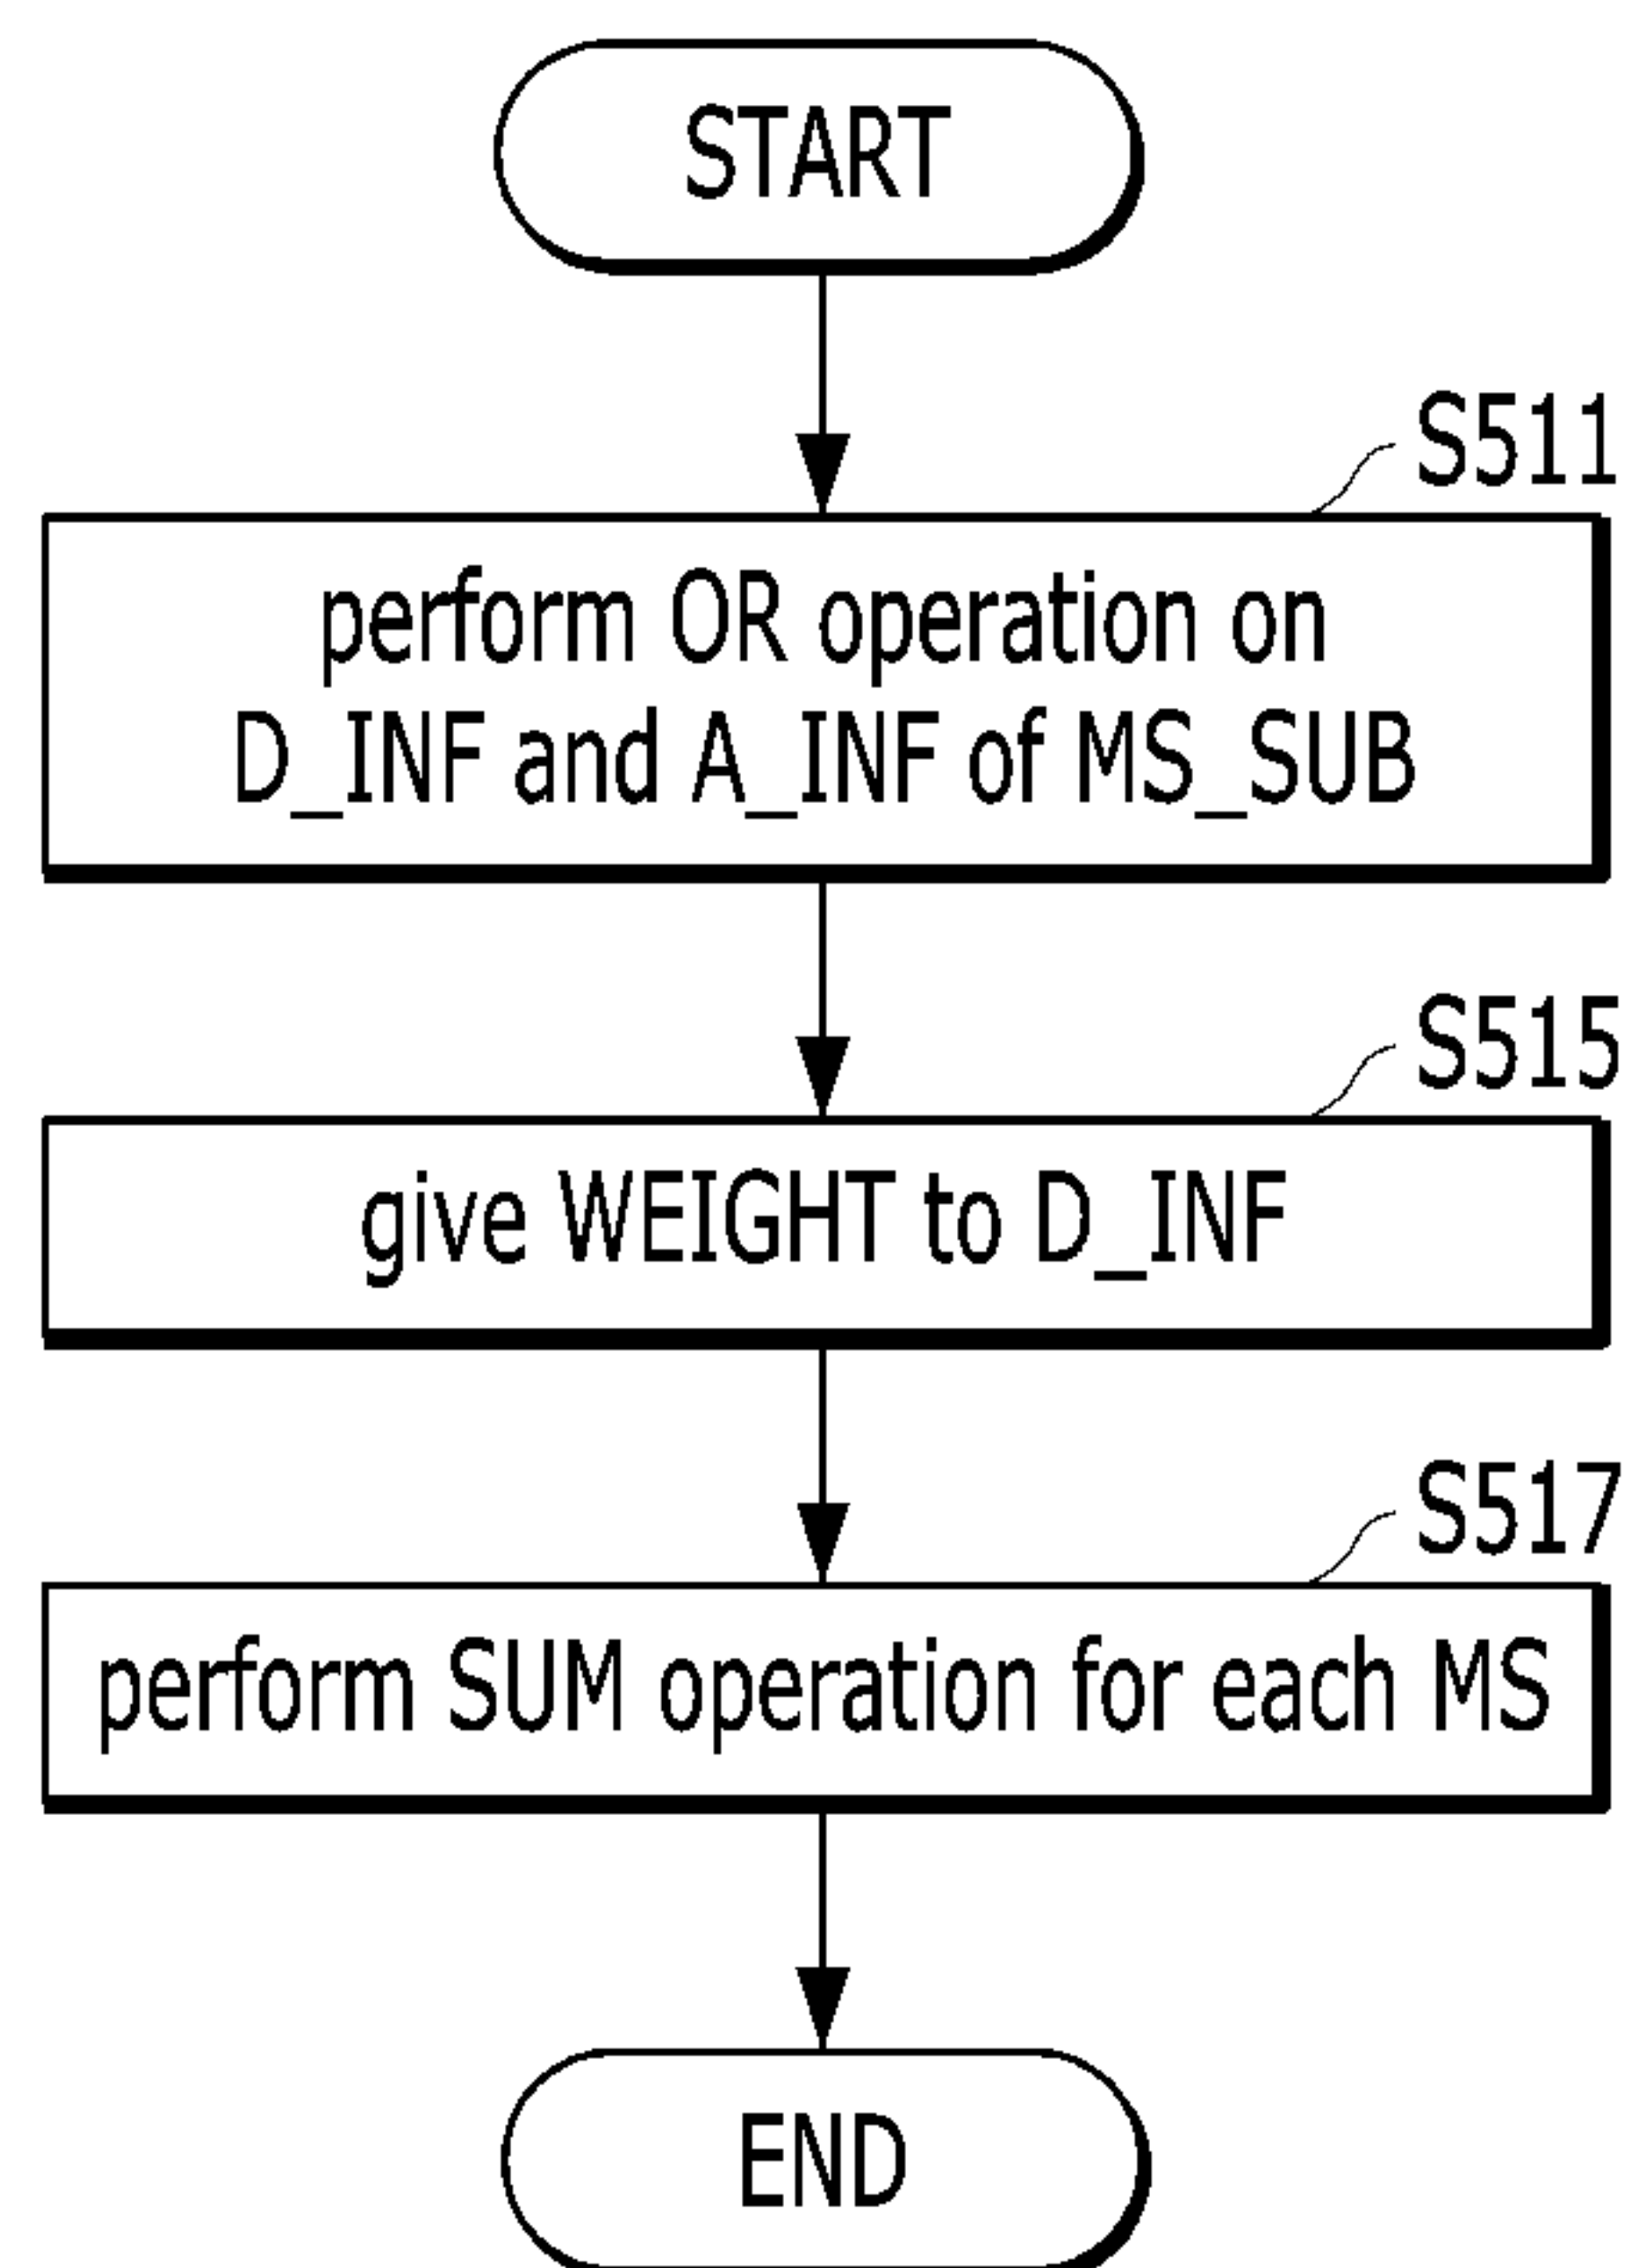 START
S511
perform OR operation on
D_INF and A_INF of MS_SUB
S515
give WEIGHT to D_INF
S517
perform SUM operation for each MS
END